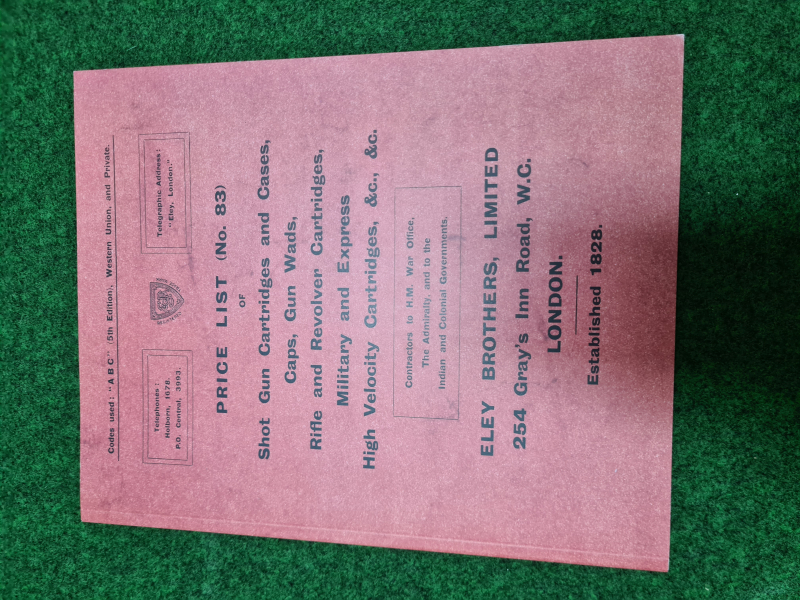 Codes used: "A B C" (5th Edition), Western Union, and Private.
Telephones:
Holborn, 1678.
P.O. Central, 3993.
Telegraphic Address:
"Eley, London."
PRICE LIST (No. 83)
OF
Shot Gun Cartridges and Cases,
Caps, Gun Wads,
Rifle and Revolver Cartridges,
Military and Express
High Velocity Cartridges, &c., &c.
Contractors to H.M. War Office,
The Admiralty, and to the
Indian and Colonial Governments.
ELEY BROTHERS, LIMITED
254 Gray's Inn Road, W.C.
LONDON.
Established 1828.